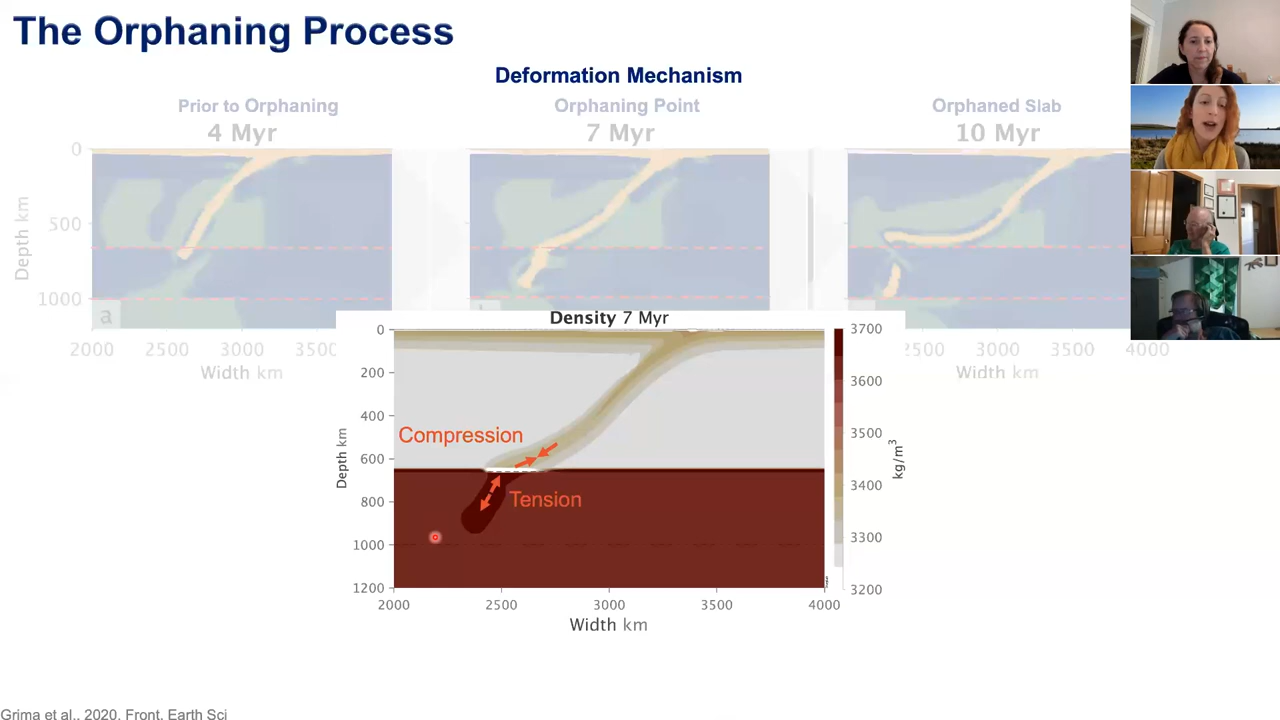 The Orphaning Process
Deformation Mechanism
Prior to Orphaning
4 Myr
Orphaning Point
7 Myr
Orphaned Slab
10 Myr
0
500
1000
Depth km
a
2000 2500 3000 3500
Width km
2500 3000 4000
Width km
Density 7 Myr
0
200
400
600
800
1000
1200
Depth km
Compression
Tension
2000 2500 3000 3500 4000
Width km
3700
3600
3500
3400
3300
3200
kg/m³
Grima et al., 2020, Front. Earth Sci